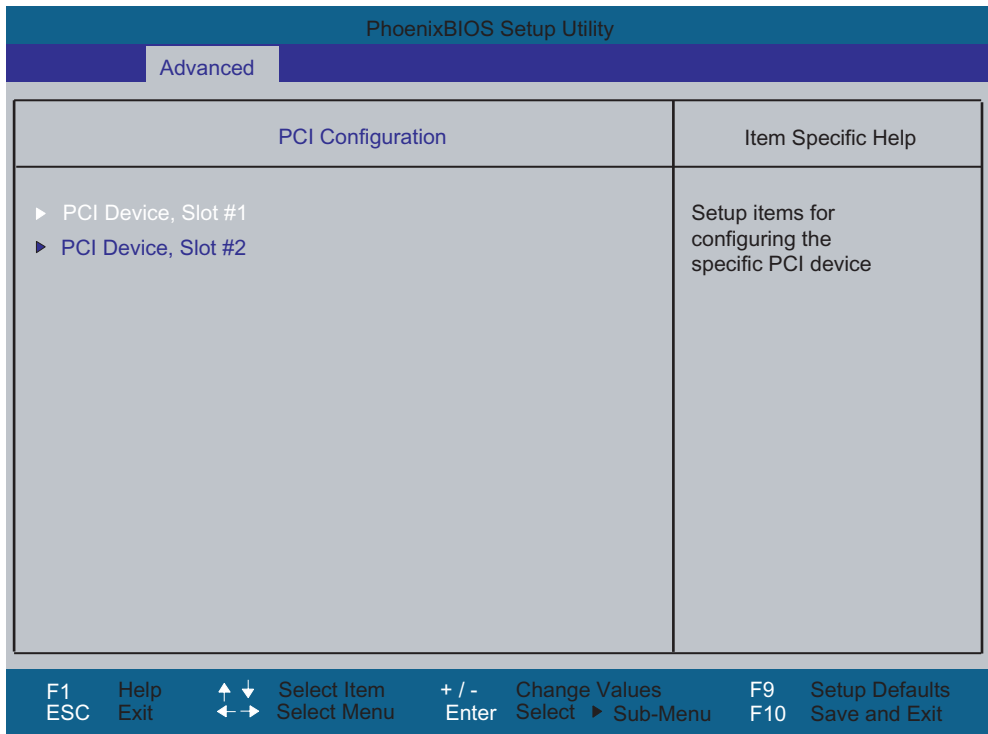 PhoenixBIOS Setup Utility
Advanced
PCI Configuration
Item Specific Help
▶ PCI Device, Slot #1
▶ PCI Device, Slot #2
Setup items for
configuring the
specific PCI device
F1 Help ↑ ↓ Select Item + / - Change Values F9 Setup Defaults
ESC Exit ← → Select Menu Enter Select ▶ Sub-Menu F10 Save and Exit